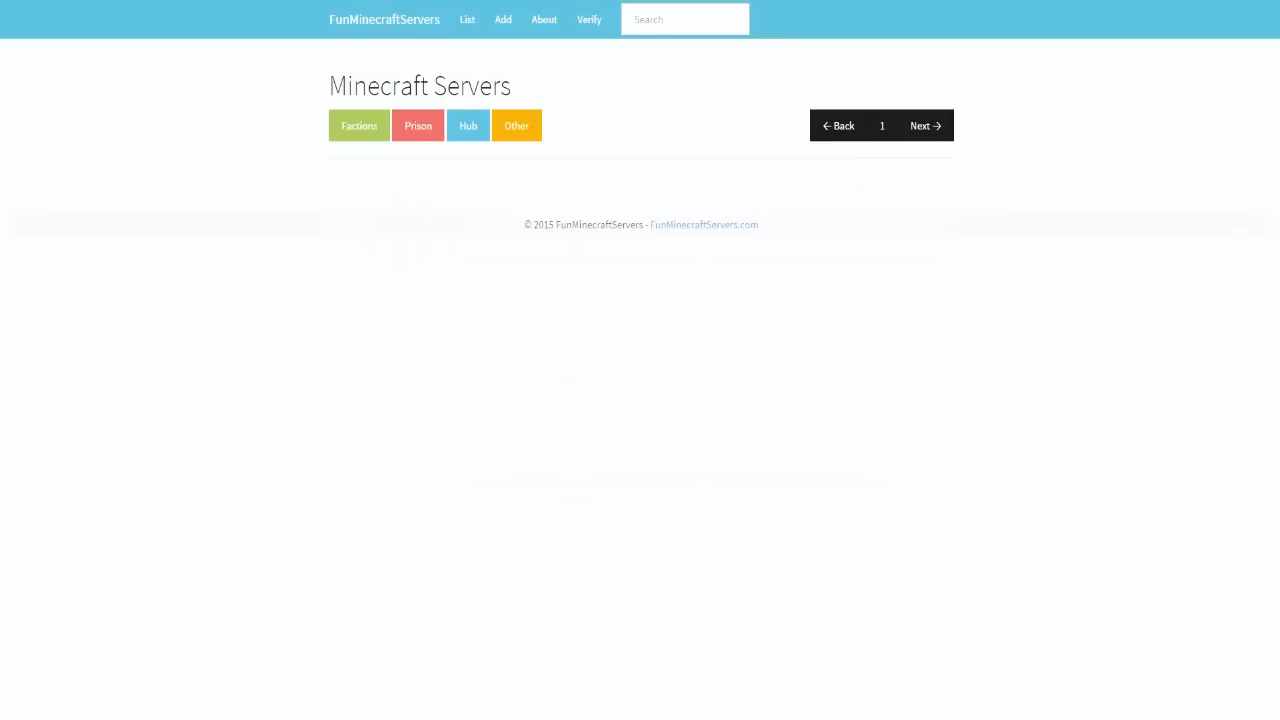 FunMinecraftServers List Add About Verify Search
Minecraft Servers
Factions Prison Hub Other ← Back 1 Next →
© 2015 FunMinecraftServers - FunMinecraftServers.com